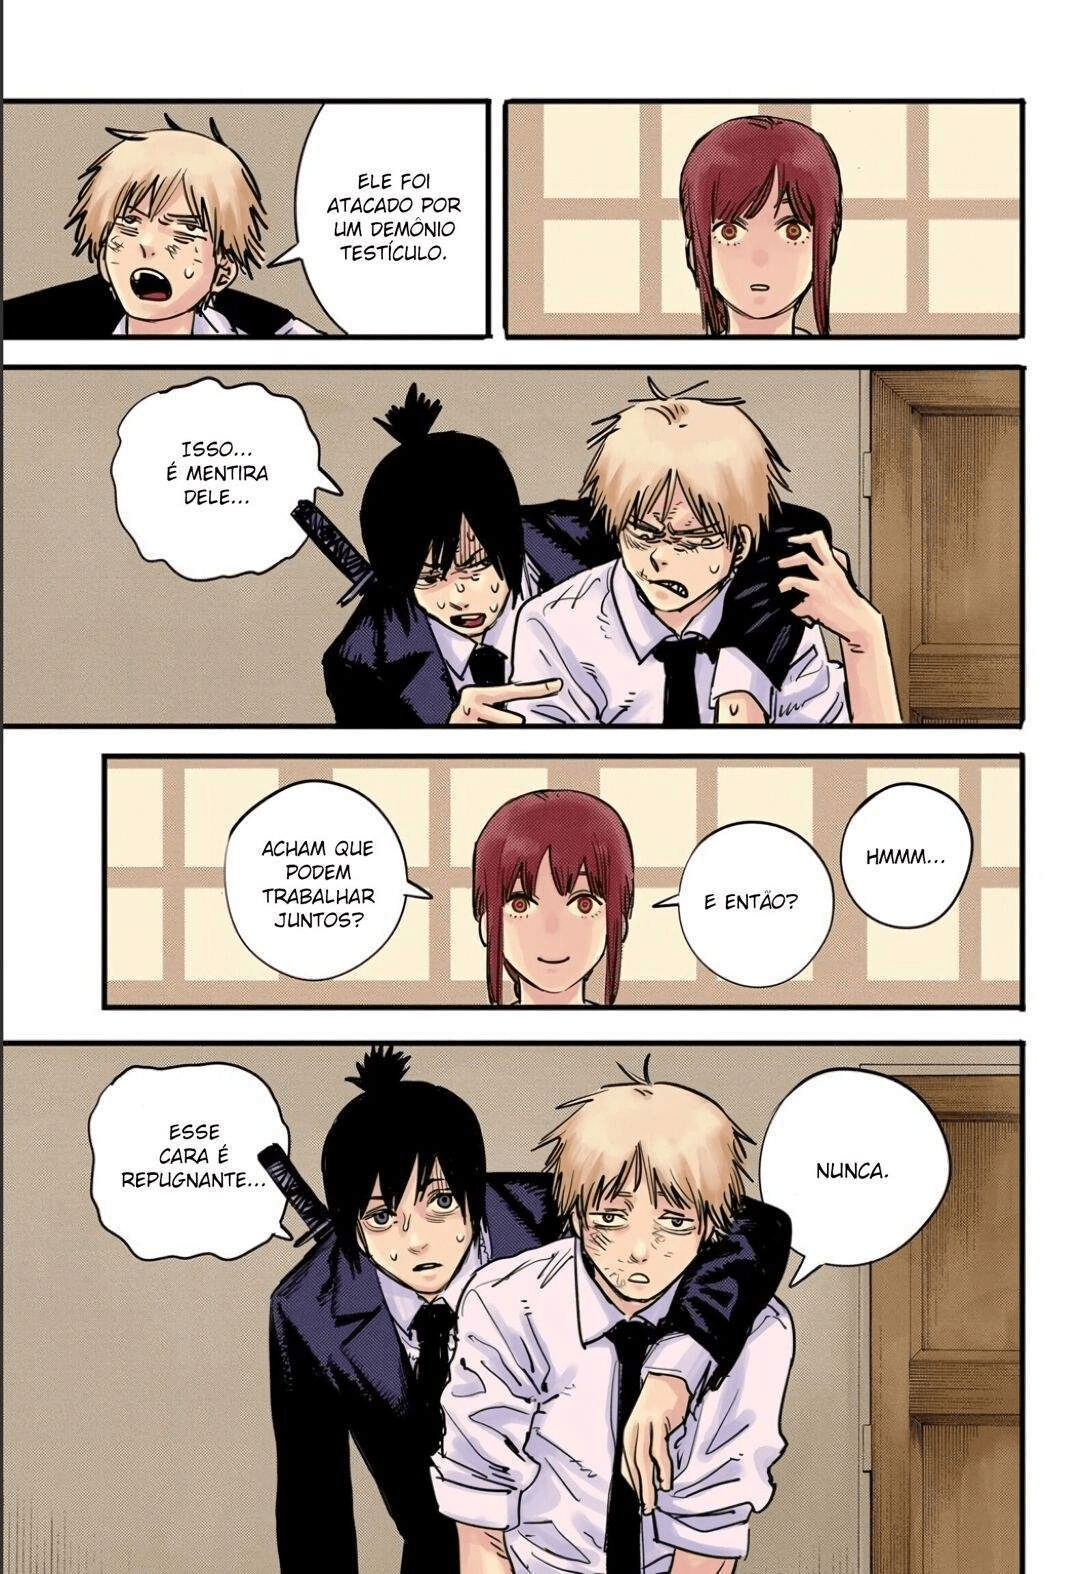 ELE FOI
ATACADO POR
UM DEMÔNIO
TESTÍCULO.
ISSO...
É MENTIRA
DELE...
HMMM...
E ENTÃO?
ACHAM QUE
PODEM
TRABALHAR
JUNTOS?
NUNCA.
ESSE
CARA É
REPUGNANTE...